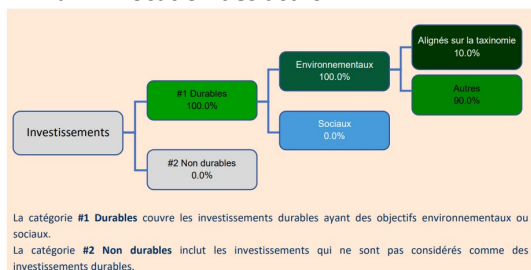 Alignés sur la taxinomie
10.0%
Environnementaux
100.0%
#1 Durables
100.0%
Autres
90.0%
Investissements
Sociaux
0.0%
#2 Non durables
0.0%
La catégorie #1 Durables couvre les investissements durables ayant des objectifs environnementaux ou
sociaux.
La catégorie #2 Non durables inclut les investissements qui ne sont pas considérés comme des
investissements durables.